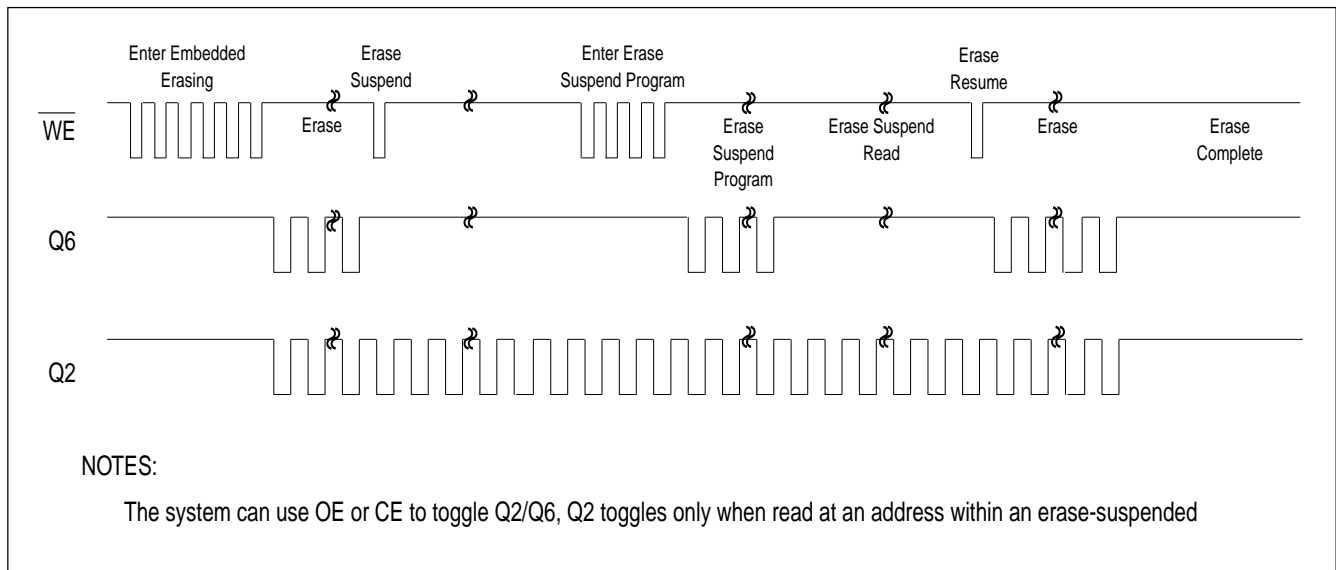 Enter Embedded
Erasing
Erase
Suspend
Enter Erase
Suspend Program
Erase
Resume
WE
Erase
Erase
Suspend
Program
Erase Suspend
Read
Erase
Erase
Complete
Q6
Q2
NOTES:
The system can use OE or CE to toggle Q2/Q6, Q2 toggles only when read at an address within an erase-suspended